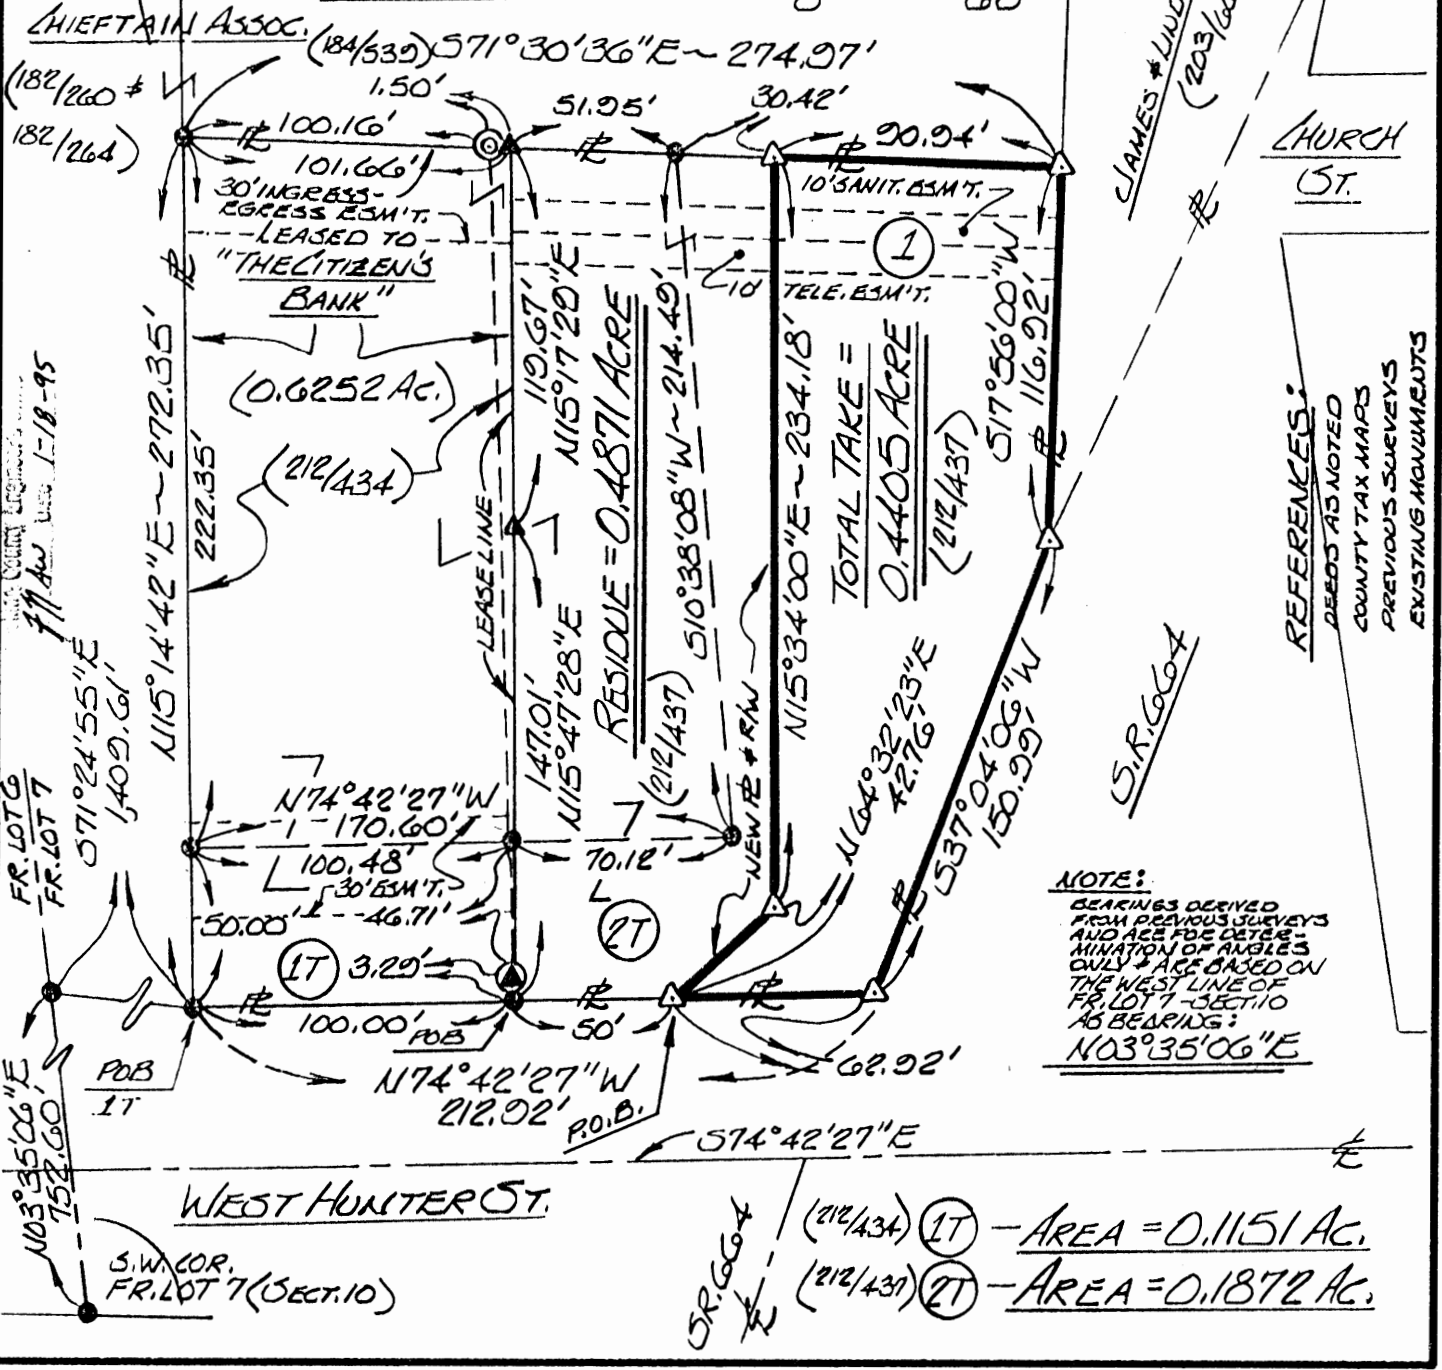 CHIEFTAIN ASSOC.
(184/539) S71°30'36"E ~ 274.97'
(182/260 &
182/264)
1.50'
51.95'
30.42'
100.16'
90.94'
101.66'
30' INGRESS-
EGRESS ESM'T.
LEASED TO
"THE CITIZEN'S
BANK"
10' SANIT. ESM'T.
10' TELE. ESM'T.
1
(0.6252 AC.)
(212/434)
N15°14'42"E ~ 272.35'
222.35'
LEASE LINE
119.67'
N15°17'29"E
147.01'
N15°47'28"E
RESIDUE = 0.4871 ACRE
(212/437)
S10°38'08"W ~ 214.49'
NEW PL & R/W
N15°34'00"E ~ 234.18'
TOTAL TAKE =
0.4405 ACRE
(212/437)
S17°56'00"W
116.92'
N64°32'23"E
42.76'
S37°04'06"W
150.99'
JAMES & LIND
(203/66
CHURCH
ST.
S.R. 664
REFERENCES:
DEEDS AS NOTED
COUNTY TAX MAPS
PREVIOUS SURVEYS
EXISTING MONUMENTS
1-18-95
FR. LOT 6
FR. LOT 7
S71°24'55"E
1,409.61'
N74°42'27"W
170.60'
100.48'
70.12'
30' ESM'T.
50.00'
46.71'
1T
3.29'
2T
100.00'
POB
50'
62.92'
POB
1T
N74°42'27"W
212.92'
P.O.B.
NOTE:
BEARINGS DERIVED
FROM PREVIOUS SURVEYS
AND ARE FOR DETER-
MINATION OF ANGLES
ONLY & ARE BASED ON
THE WEST LINE OF
FR. LOT 7 - SECT. 10
AS BEARING:
N03°35'06"E
N03°35'06"E
752.60'
S74°42'27"E
WEST HUNTER ST.
S.W. COR.
FR. LOT 7 (SECT. 10)
S.R. 664
(212/434) 1T - AREA = 0.1151 AC.
(212/437) 2T - AREA = 0.1872 AC.